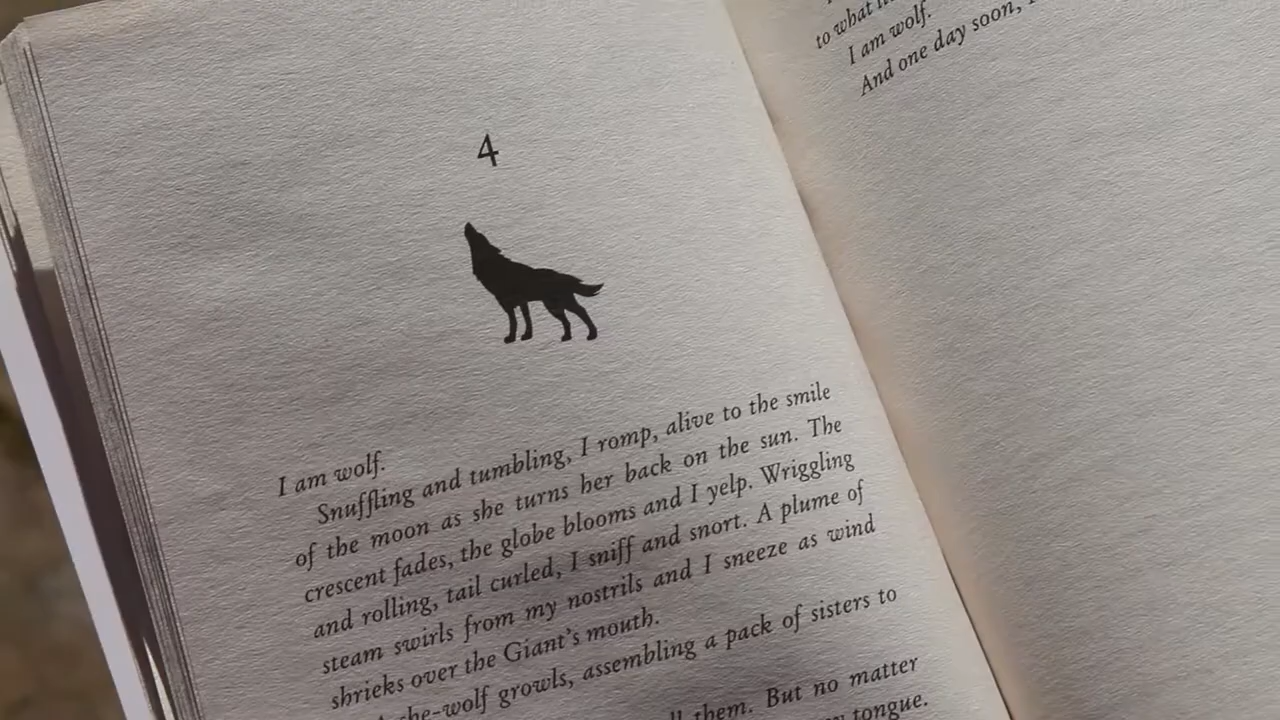 4
I am wolf.
Snuffling and tumbling, I romp, alive to the smile
of the moon as she turns her back on the sun. The
crescent fades, the globe blooms and I yelp. Wriggling
and rolling, tail curled, I sniff and snort. A plume of
steam swirls from my nostrils and I sneeze as wind
shrieks over the Giant's mouth.
she-wolf growls, assembling a pack of sisters to
them. But no matter
tongue.
to what
I am wolf.
And one day soon,